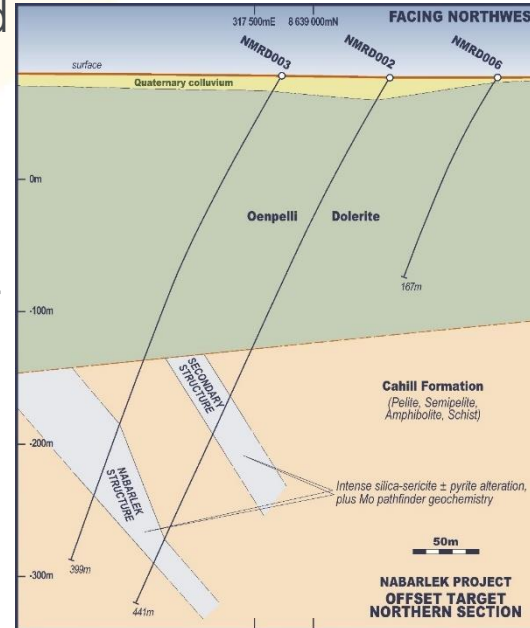 d
317 500mE
8 639 000mN
FACING NORTHWES
NMRD003
NMRD002
NMRD006
surface
Quaternary colluvium
0m
Oenpelli Dolerite
167m
-100m
SECONDARY
STRUCTURE
Cahill Formation
(Pelite, Semipelite,
Amphibolite, Schist)
-200m
NABARLEK
STRUCTURE
Intense silica-sericite ± pyrite alteration,
plus Mo pathfinder geochemistry
50m
399m
-300m
441m
NABARLEK PROJECT
OFFSET TARGET
NORTHERN SECTION